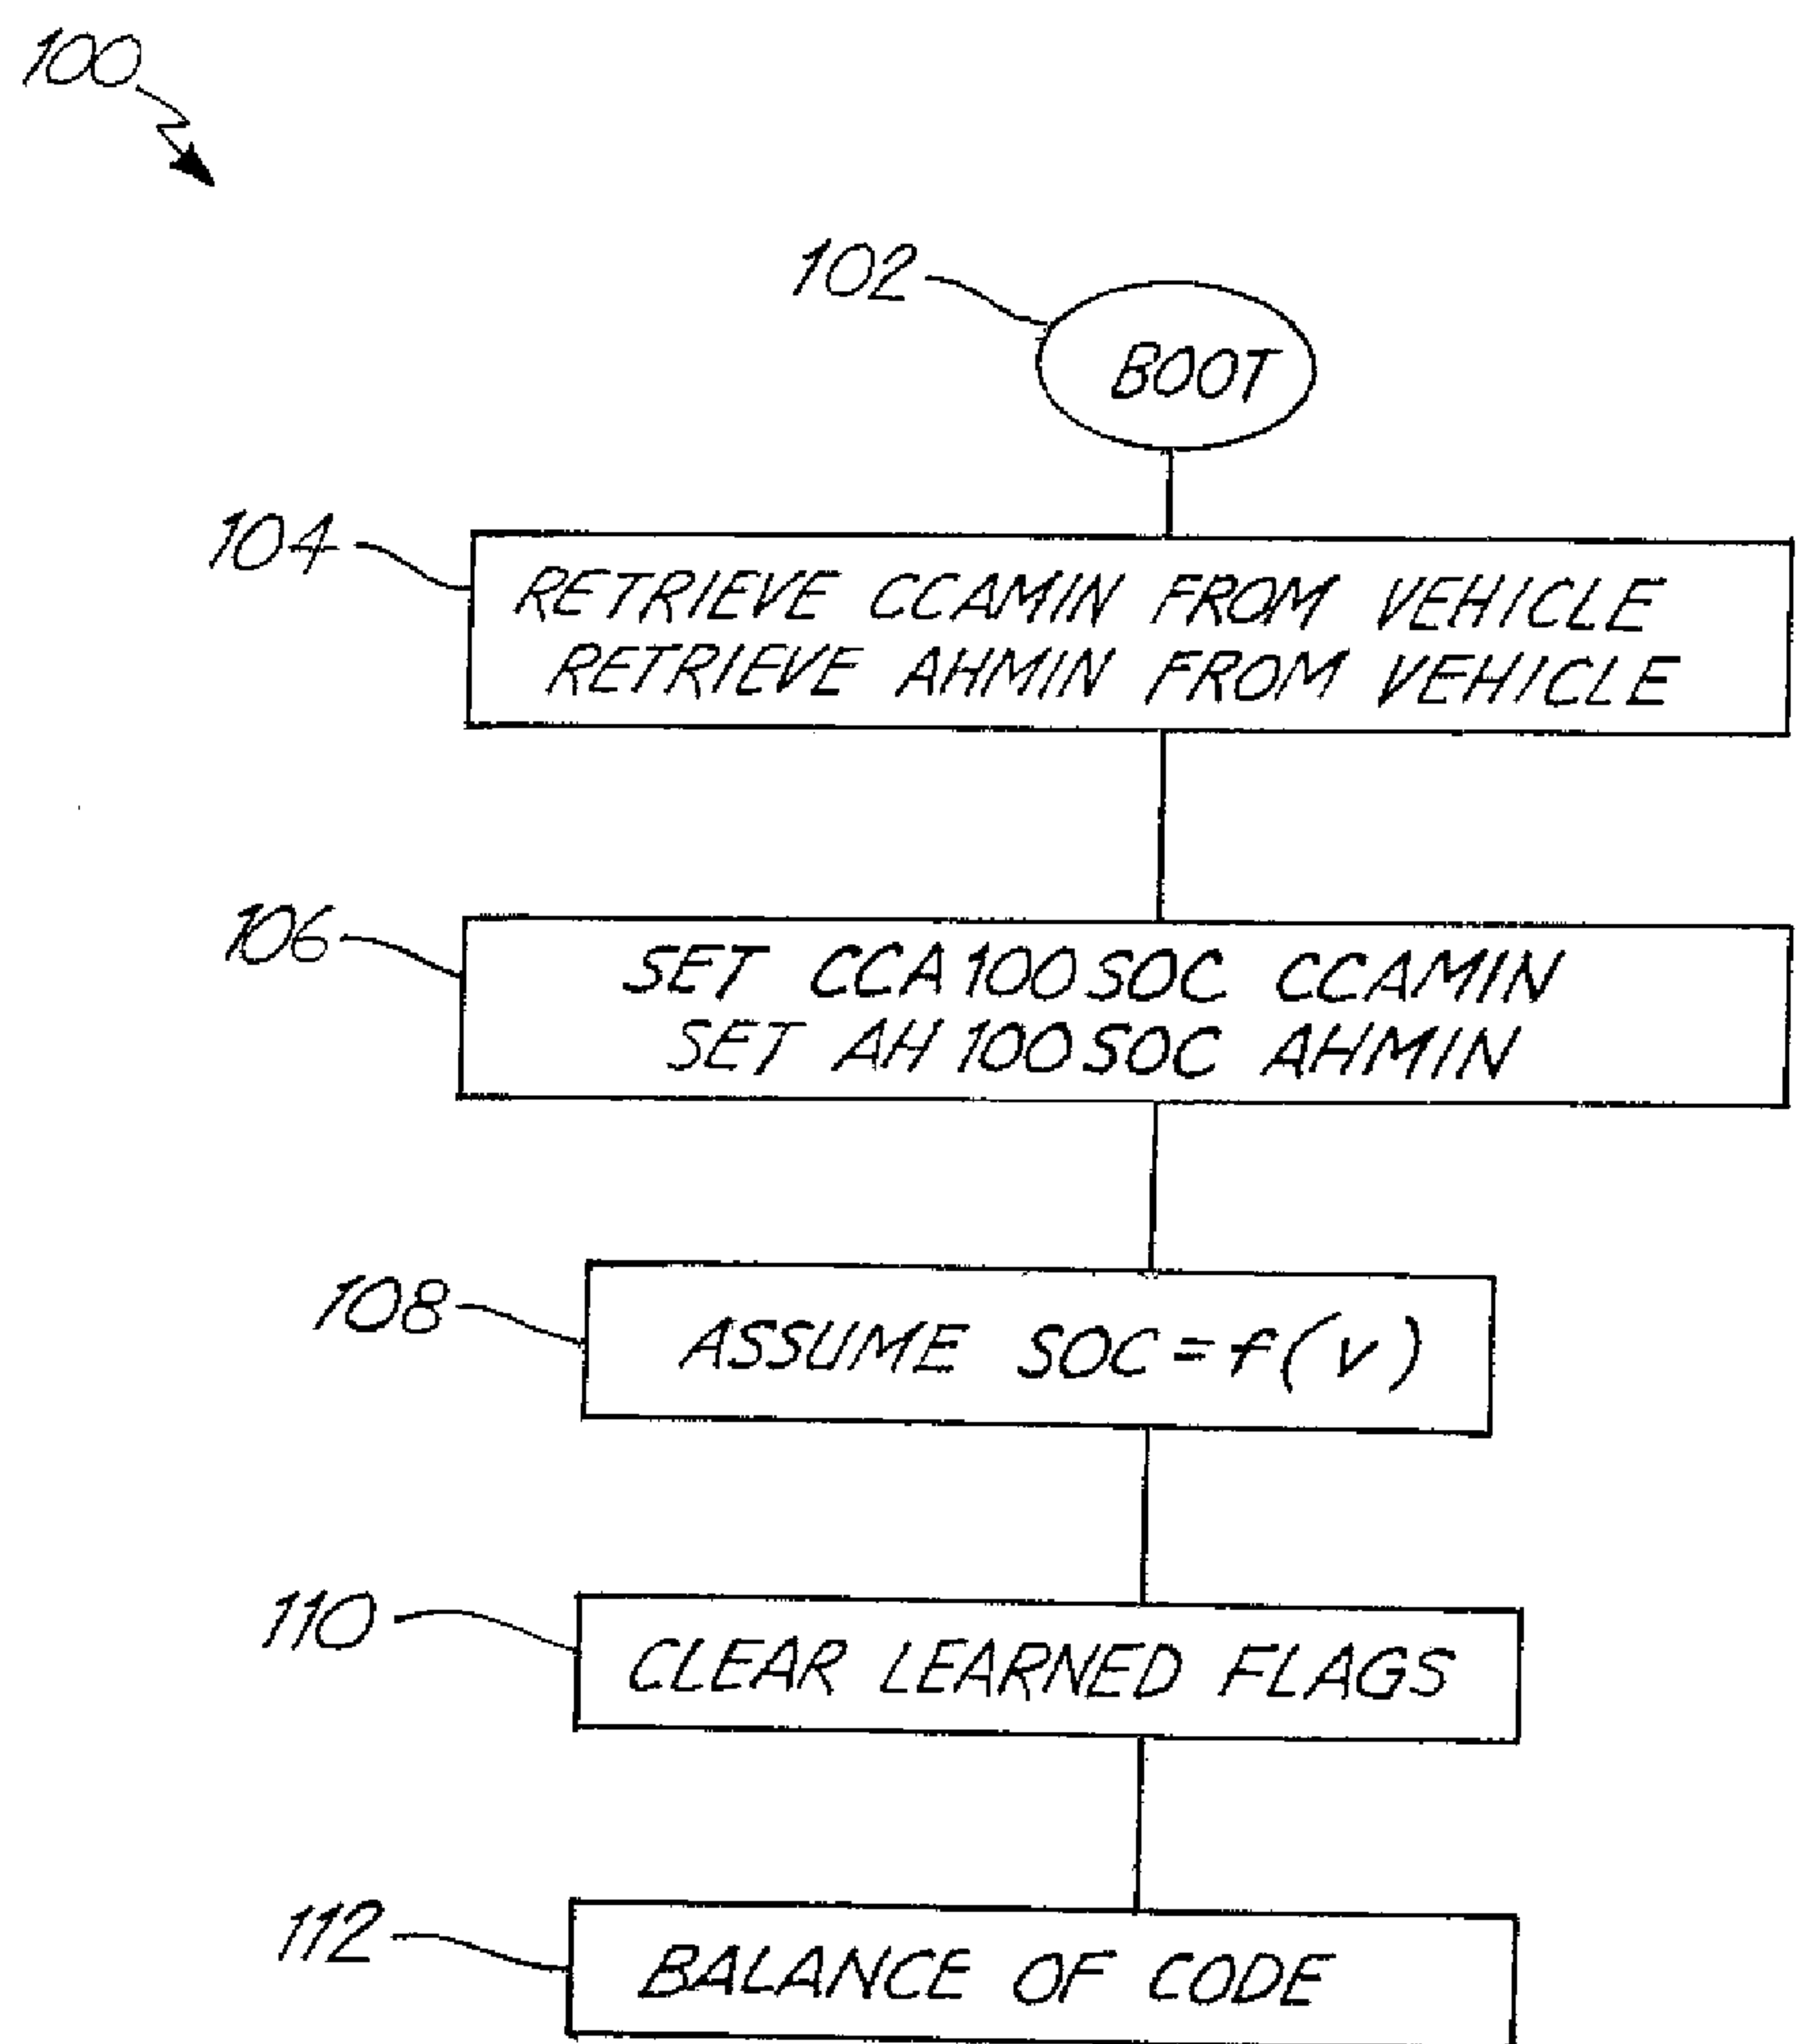 100
102
BOOT
104
RETRIEVE CCAMIN FROM VEHICLE
RETRIEVE AHMIN FROM VEHICLE
106
SET CCA100SOC CCAMIN
SET AH100SOC AHMIN
108
ASSUME SOC=f(v)
110
CLEAR LEARNED FLAGS
112
BALANCE OF CODE